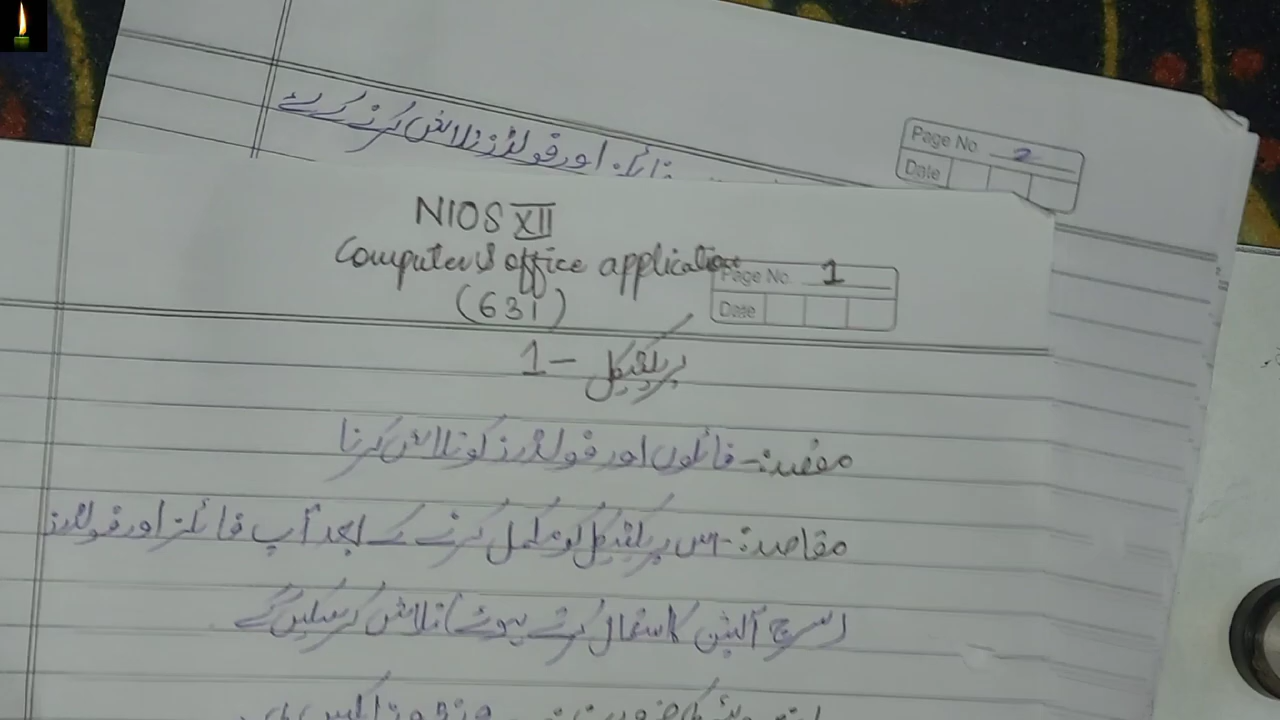 Page No. 2
Date
اور فولڈرز تلاش کرنے کے لئے
NIOS XII
Computer & office application
(631)
Page No. 1
Date
پریکٹیکل - 1
مقصد:- فائلوں اور فولڈرز کو تلاش کرنا
مقاصد:- اس پریکٹیکل کو مکمل کرنے کے بعد آپ فائلز اور فولڈرز
(سرچ آپشن کا استعمال کرتے ہوئے) تلاش کر سکیں گے